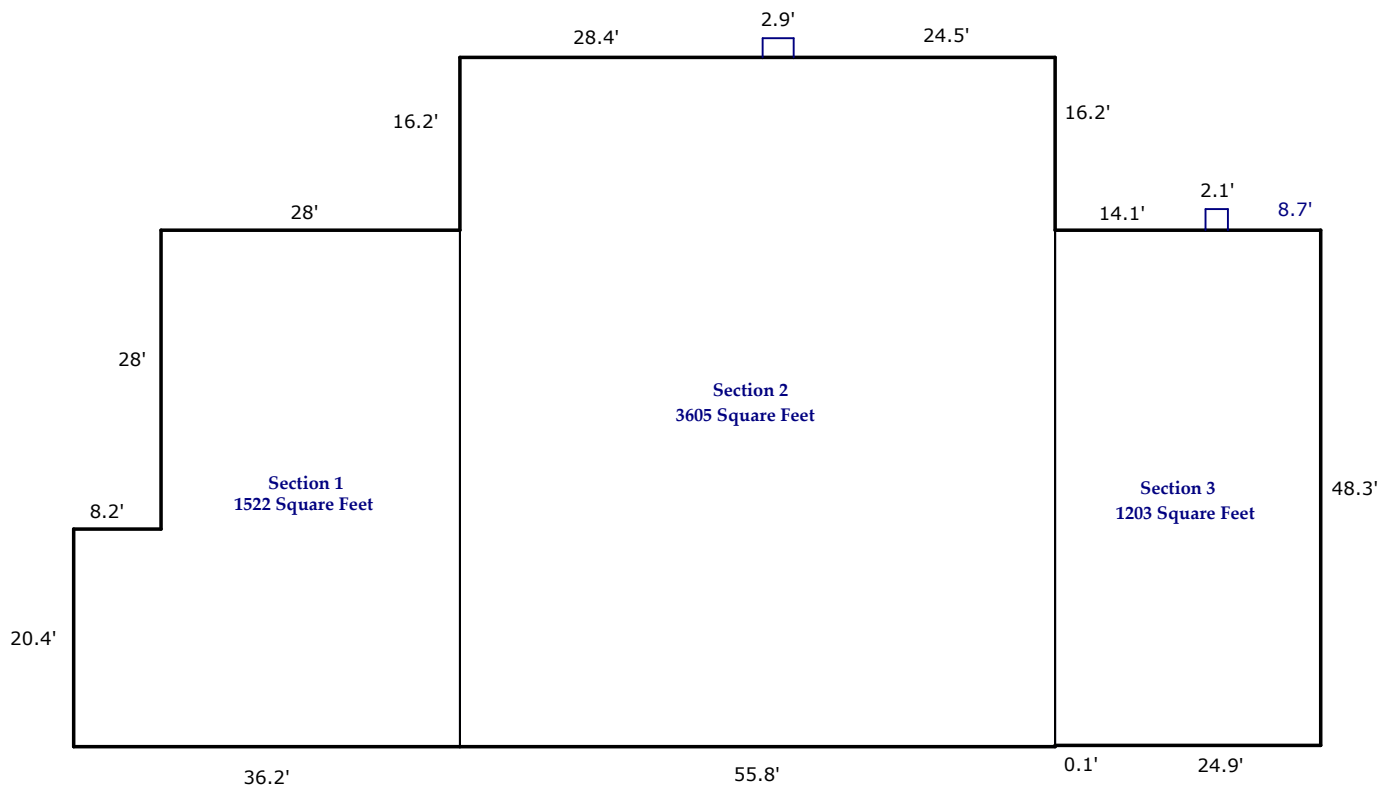 2.9'
28.4'
24.5'
16.2'
16.2'
2.1'
28'
14.1'
8.7'
28'
Section 2
3605 Square Feet
Section 1
1522 Square Feet
Section 3
1203 Square Feet
48.3'
8.2'
20.4'
36.2'
55.8'
0.1'
24.9'